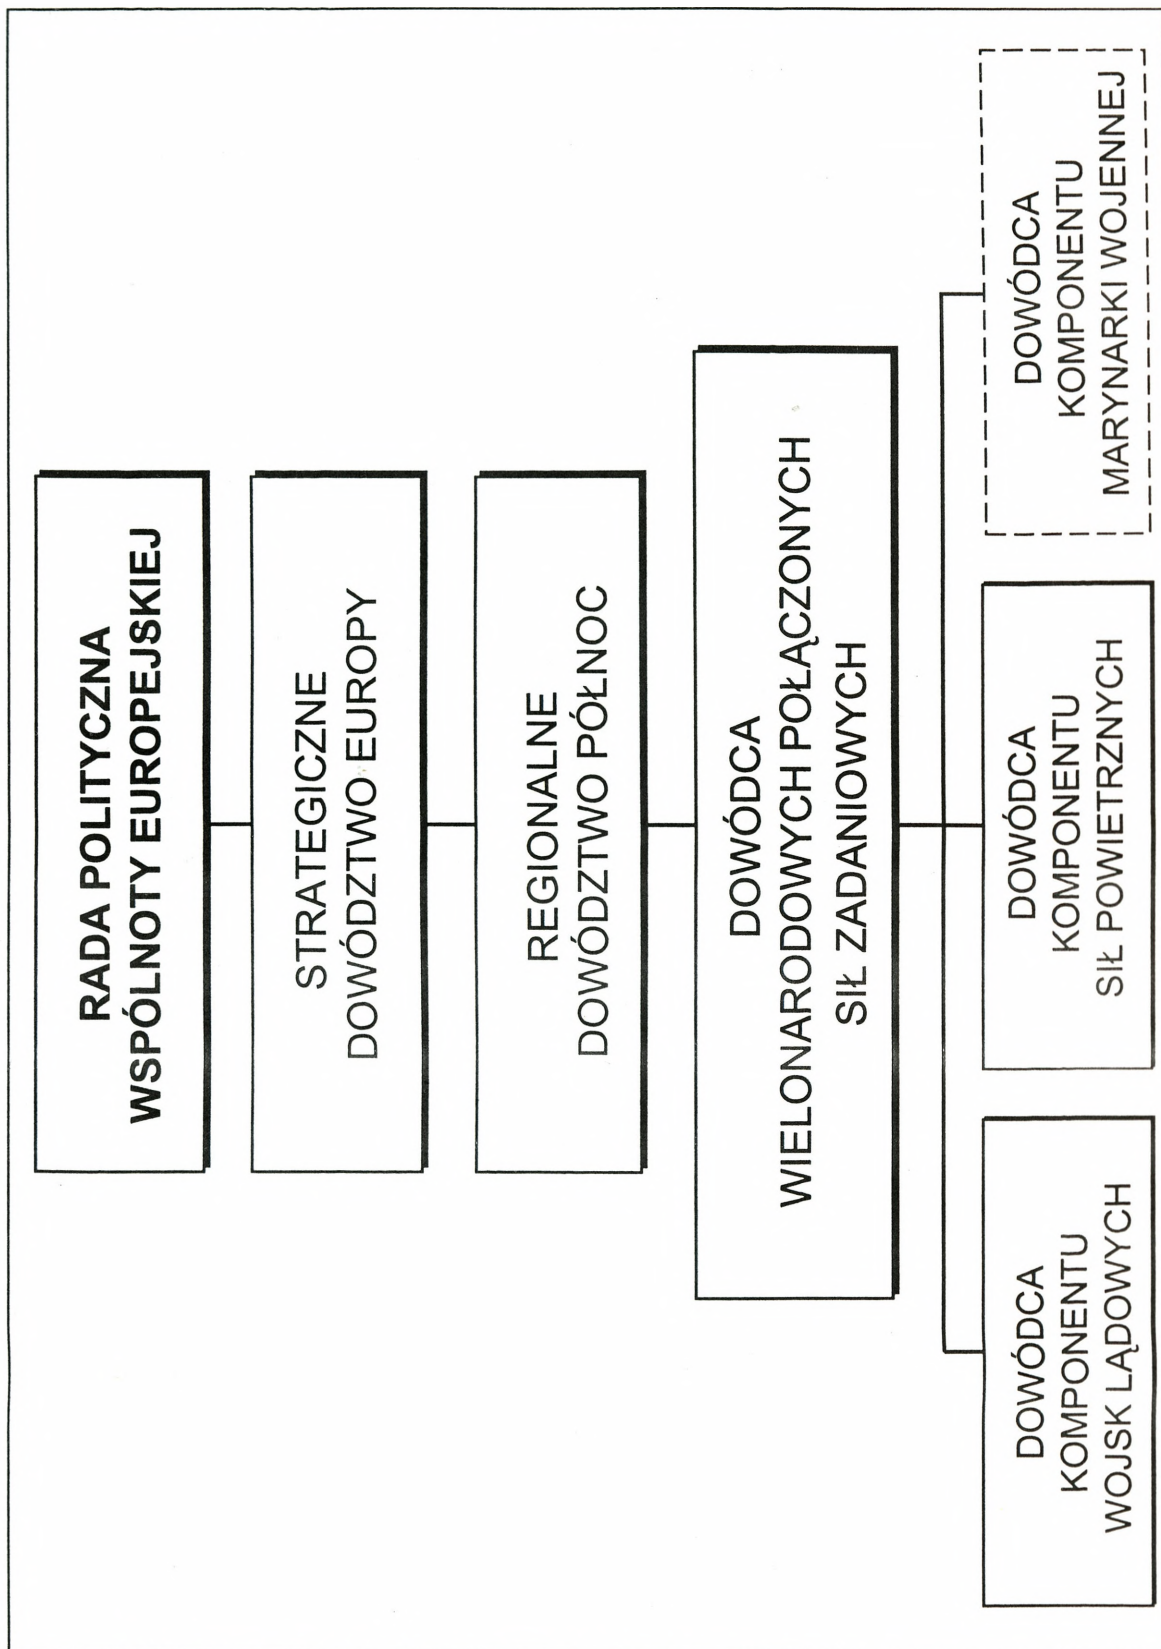 RADA POLITYCZNA
WSPÓLNOTY EUROPEJSKIEJ
STRATEGICZNE
DOWÓDZTWO EUROPY
REGIONALNE
DOWÓDZTWO PÓŁNOC
DOWÓDCA
WIELONARODOWYCH POŁĄCZONYCH
SIŁ ZADANIOWYCH
DOWÓDCA
KOMPONENTU
WOJSK LĄDOWYCH
DOWÓDCA
KOMPONENTU
SIŁ POWIETRZNYCH
DOWÓDCA
KOMPONENTU
MARYNARKI WOJENNEJ